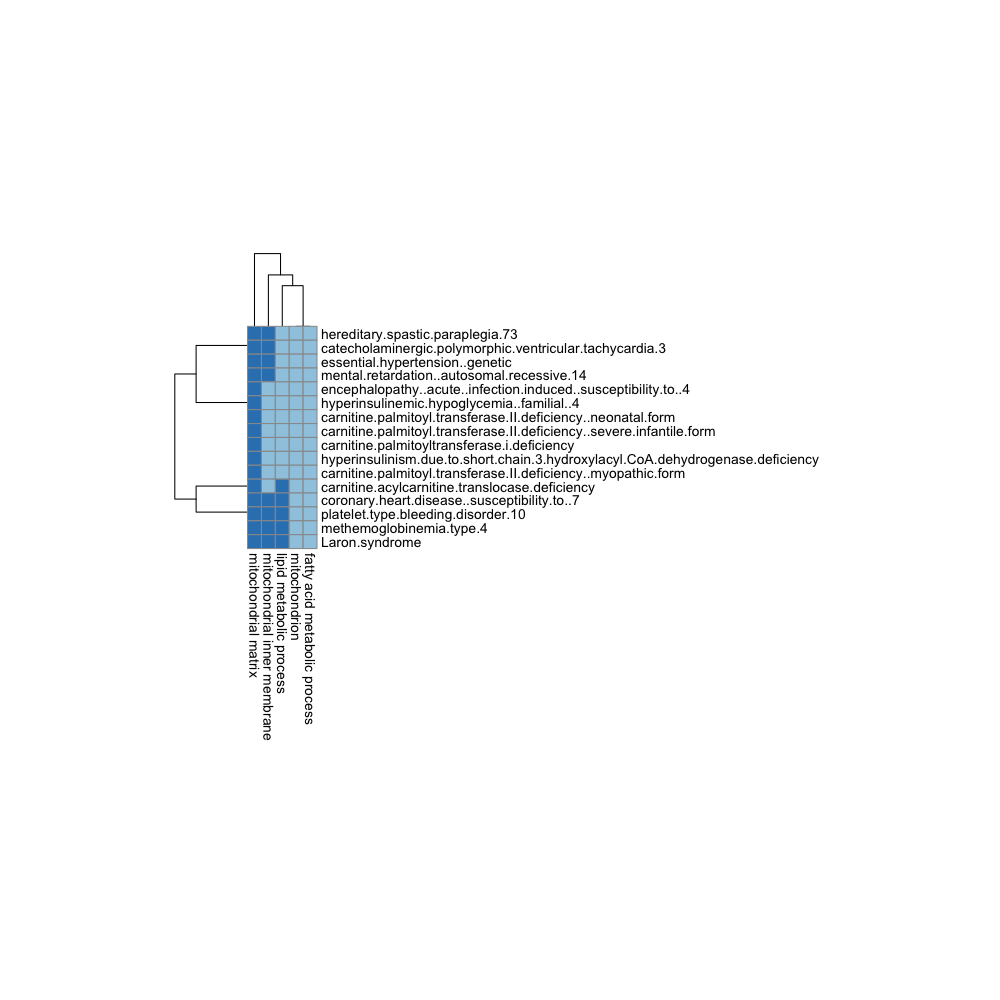 hereditary.spastic.paraplegia.73
catecholaminergic.polymorphic.ventricular.tachycardia.3
essential.hypertension..genetic
mental.retardation..autosomal.recessive.14
encephalopathy..acute..infection.induced..susceptibility.to..4
hyperinsulinemic.hypoglycemia..familial..4
carnitine.palmitoyl.transferase.II.deficiency..neonatal.form
carnitine.palmitoyl.transferase.II.deficiency..severe.infantile.form
carnitine.palmitoyltransferase.i.deficiency
hyperinsulinism.due.to.short.chain.3.hydroxylacyl.CoA.dehydrogenase.deficiency
carnitine.palmitoyl.transferase.II.deficiency..myopathic.form
carnitine.acylcarnitine.translocase.deficiency
coronary.heart.disease..susceptibility.to..7
platelet.type.bleeding.disorder.10
methemoglobinemia.type.4
Laron.syndrome
mitochondrial matrix
mitochondrial inner membrane
lipid metabolic process
mitochondrion
fatty acid metabolic process